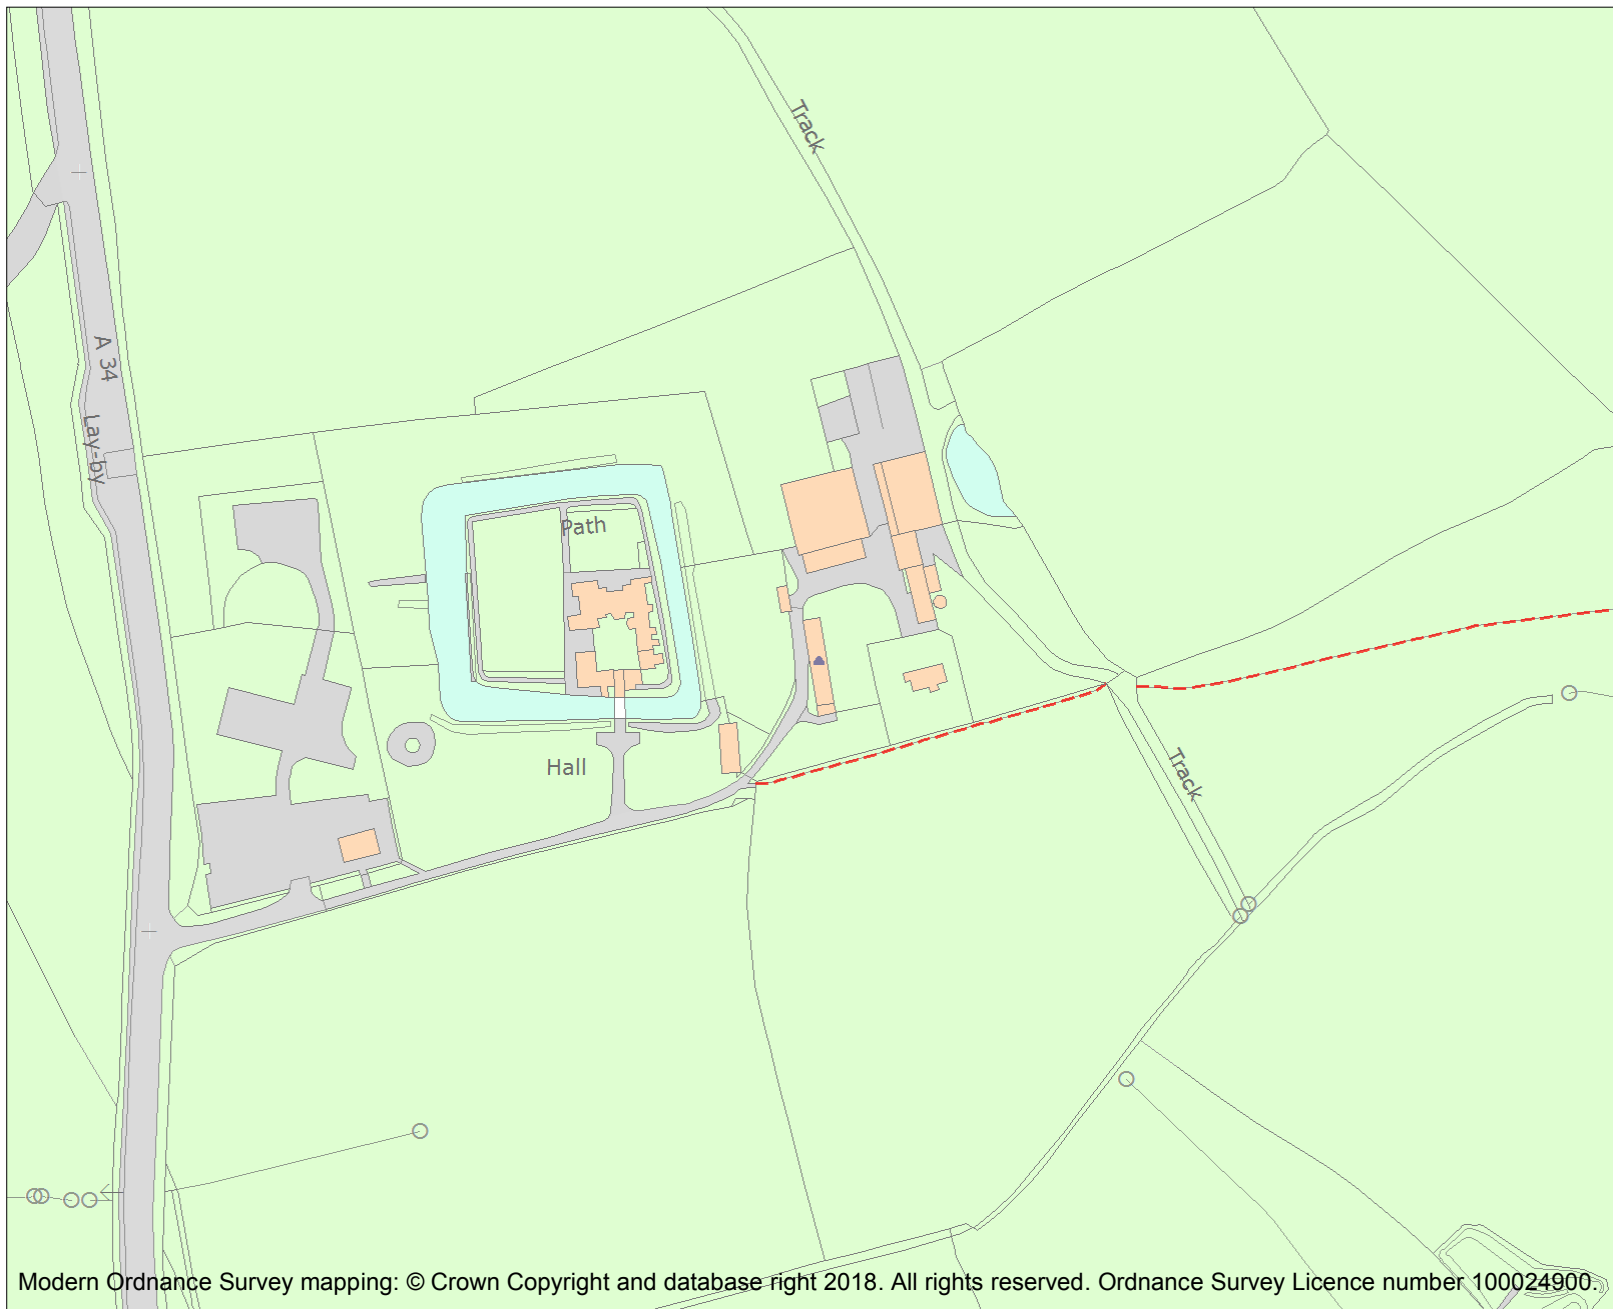 Track
A 34
Lay-by
Path
Hall
Track
Modern Ordnance Survey mapping: © Crown Copyright and database right 2018. All rights reserved. Ordnance Survey Licence number 100024900.